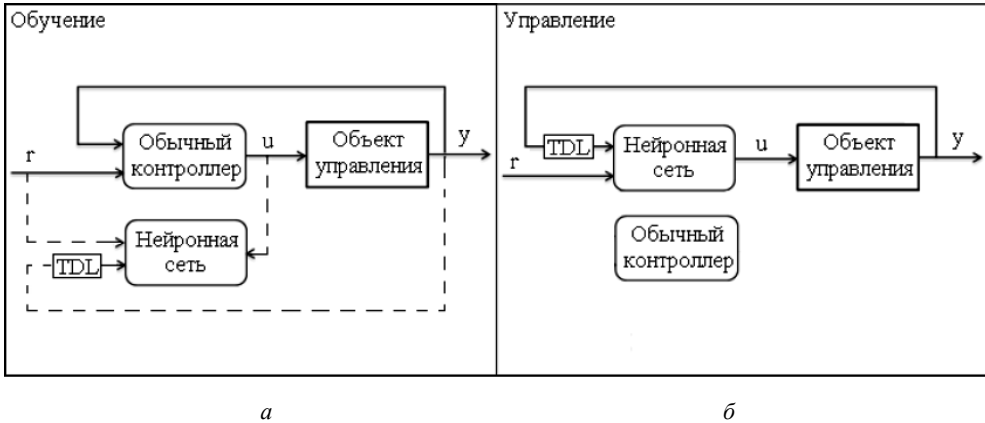 Обучение
r
Обычный
контроллер
u
Объект
управления
y
Нейронная
сеть
TDL
Управление
r
TDL
Нейронная
сеть
u
Объект
управления
y
Обычный
контроллер
а
б